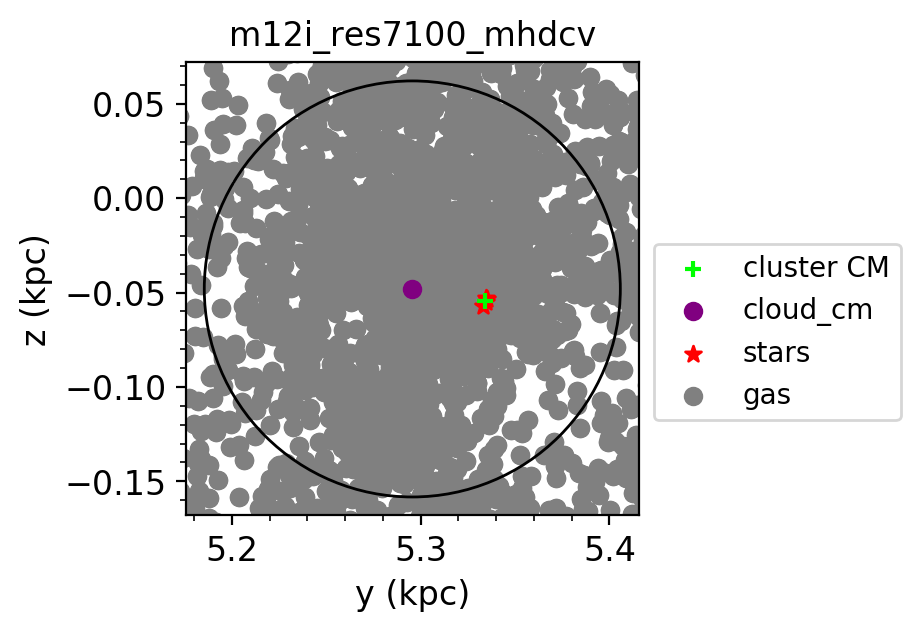 m12i_res7100_mhdcv
0.05
0.00
−0.05
−0.10
−0.15
z (kpc)
5.2 5.3 5.4
y (kpc)
cluster CM
cloud_cm
stars
gas